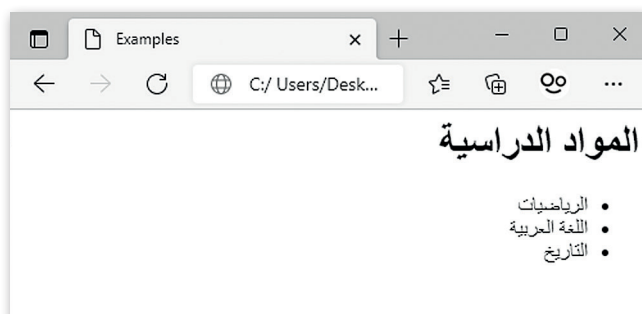 Examples
C:/ Users/Desk...
المواد الدراسية
الرياضيات
اللغة العربية
التاريخ